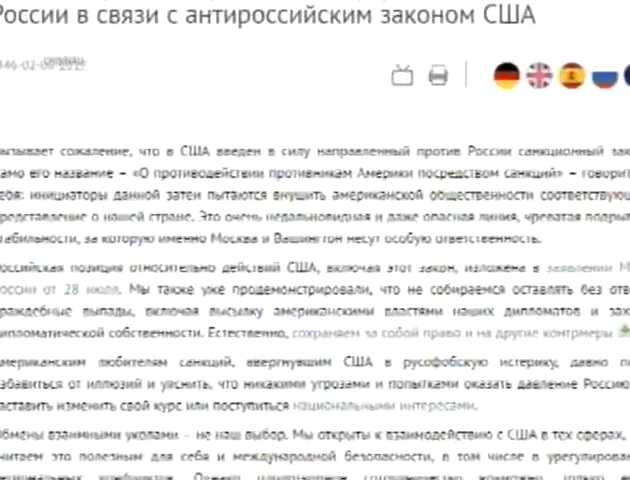 России в связи с антироссийским законом США
вызывает сожаление, что в США введен в силу направленный против России санкционный зак
само его название – «О противодействии противникам Америки посредством санкций» – говорит
себя: инициаторы данной затеи пытаются внушить американской общественности соответствующ
представление о нашей стране. Это очень недальновидная и даже опасная линия, чреватая подрыв
стабильности, за которую именно Москва и Вашингтон несут особую ответственность.
российская позиция относительно действий США, включая этот закон, изложена в заявлении М
России от 28 июля. Мы также уже продемонстрировали, что не собираемся оставлять без отв
враждебные выпады, включая высылку американскими властями наших дипломатов и зах
дипломатической собственности. Естественно, сохраняем за собой право и на другие контрмеры
американским любителям санкций, ввергнувшим США в русофобскую истерику, давно п
избавиться от иллюзий и уяснить, что никакими угрозами и попытками оказать давление Россию
заставить изменить свой курс или поступиться национальными интересами.
Обмены взаимными уколами – не наш выбор. Мы открыты к взаимодействию с США в тех сферах,
считаем это полезным для себя и международной безопасности, в том числе в урегулирован